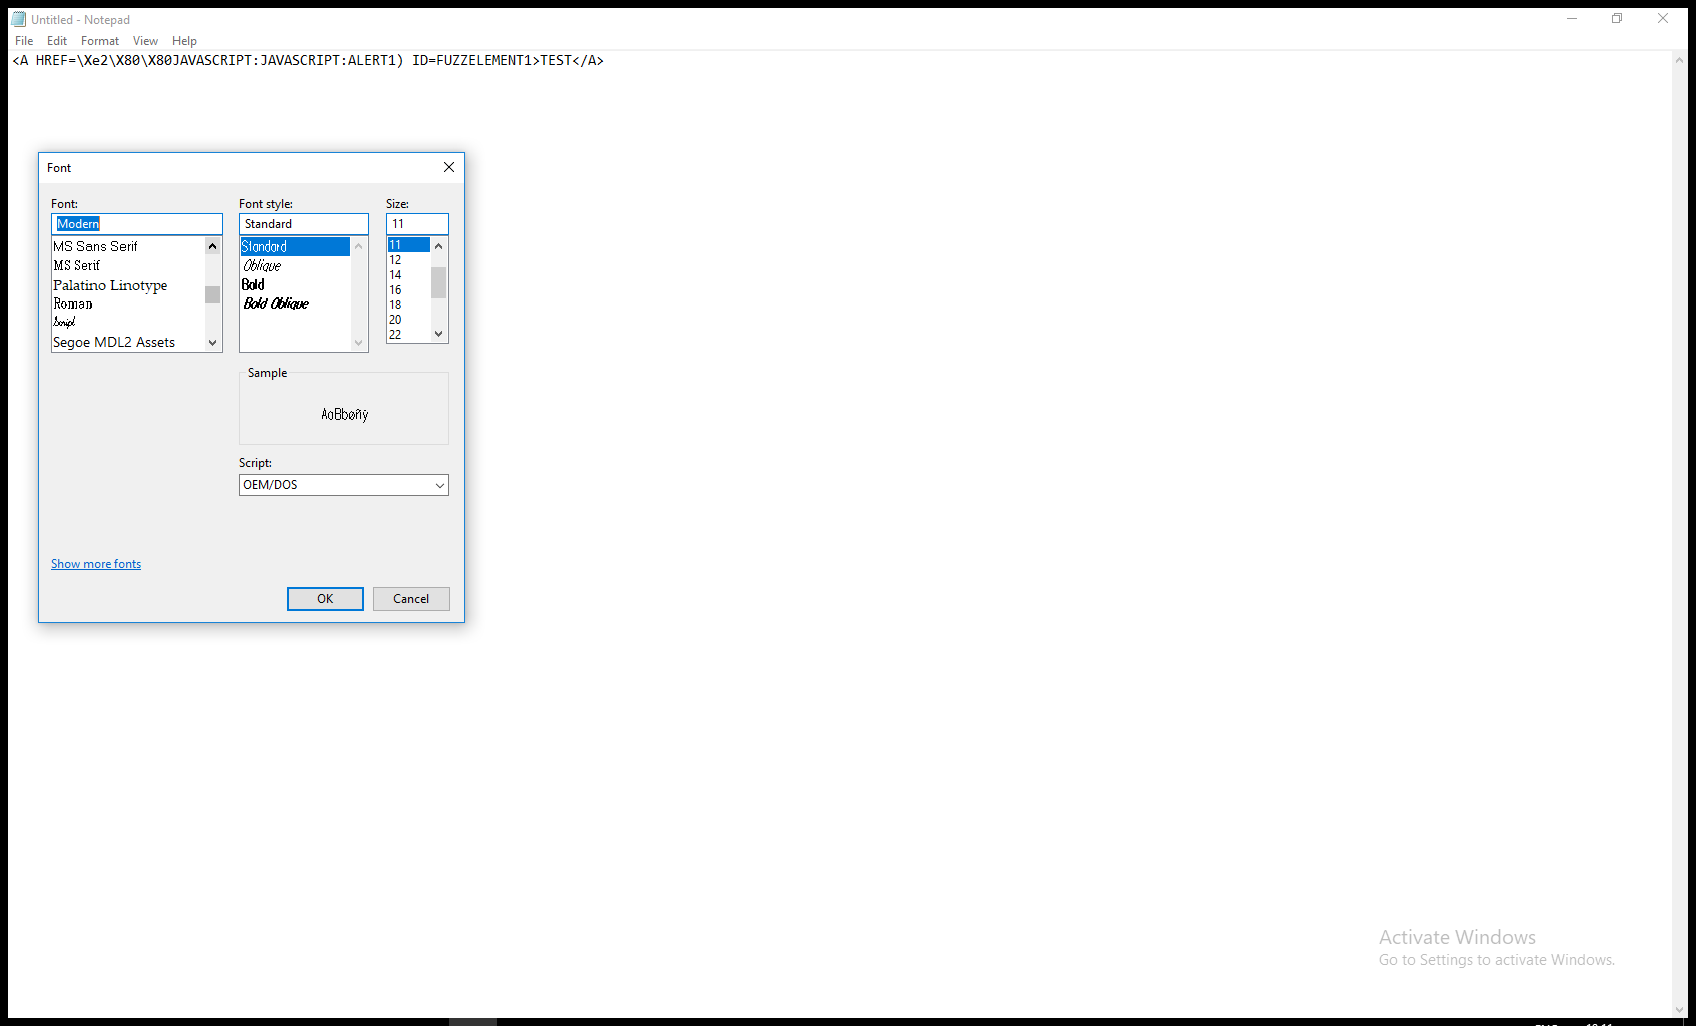 Untitled - Notepad
File Edit Format View Help
<A HREF=\Xe2\X80\X80JAVASCRIPT:JAVASCRIPT:ALERT1) ID=FUZZELEMENT1>TEST</A>
Font
Font: Font style: Size:
Modern Standard 11
MS Sans Serif Standard 11
MS Serif Oblique 12
Palatino Linotype Bold 14
Roman Bold Oblique 16
Script 18
Segoe MDL2 Assets 20
22
Sample
AaBbøñý
Script:
OEM/DOS
Show more fonts
OK Cancel
Activate Windows
Go to Settings to activate Windows.